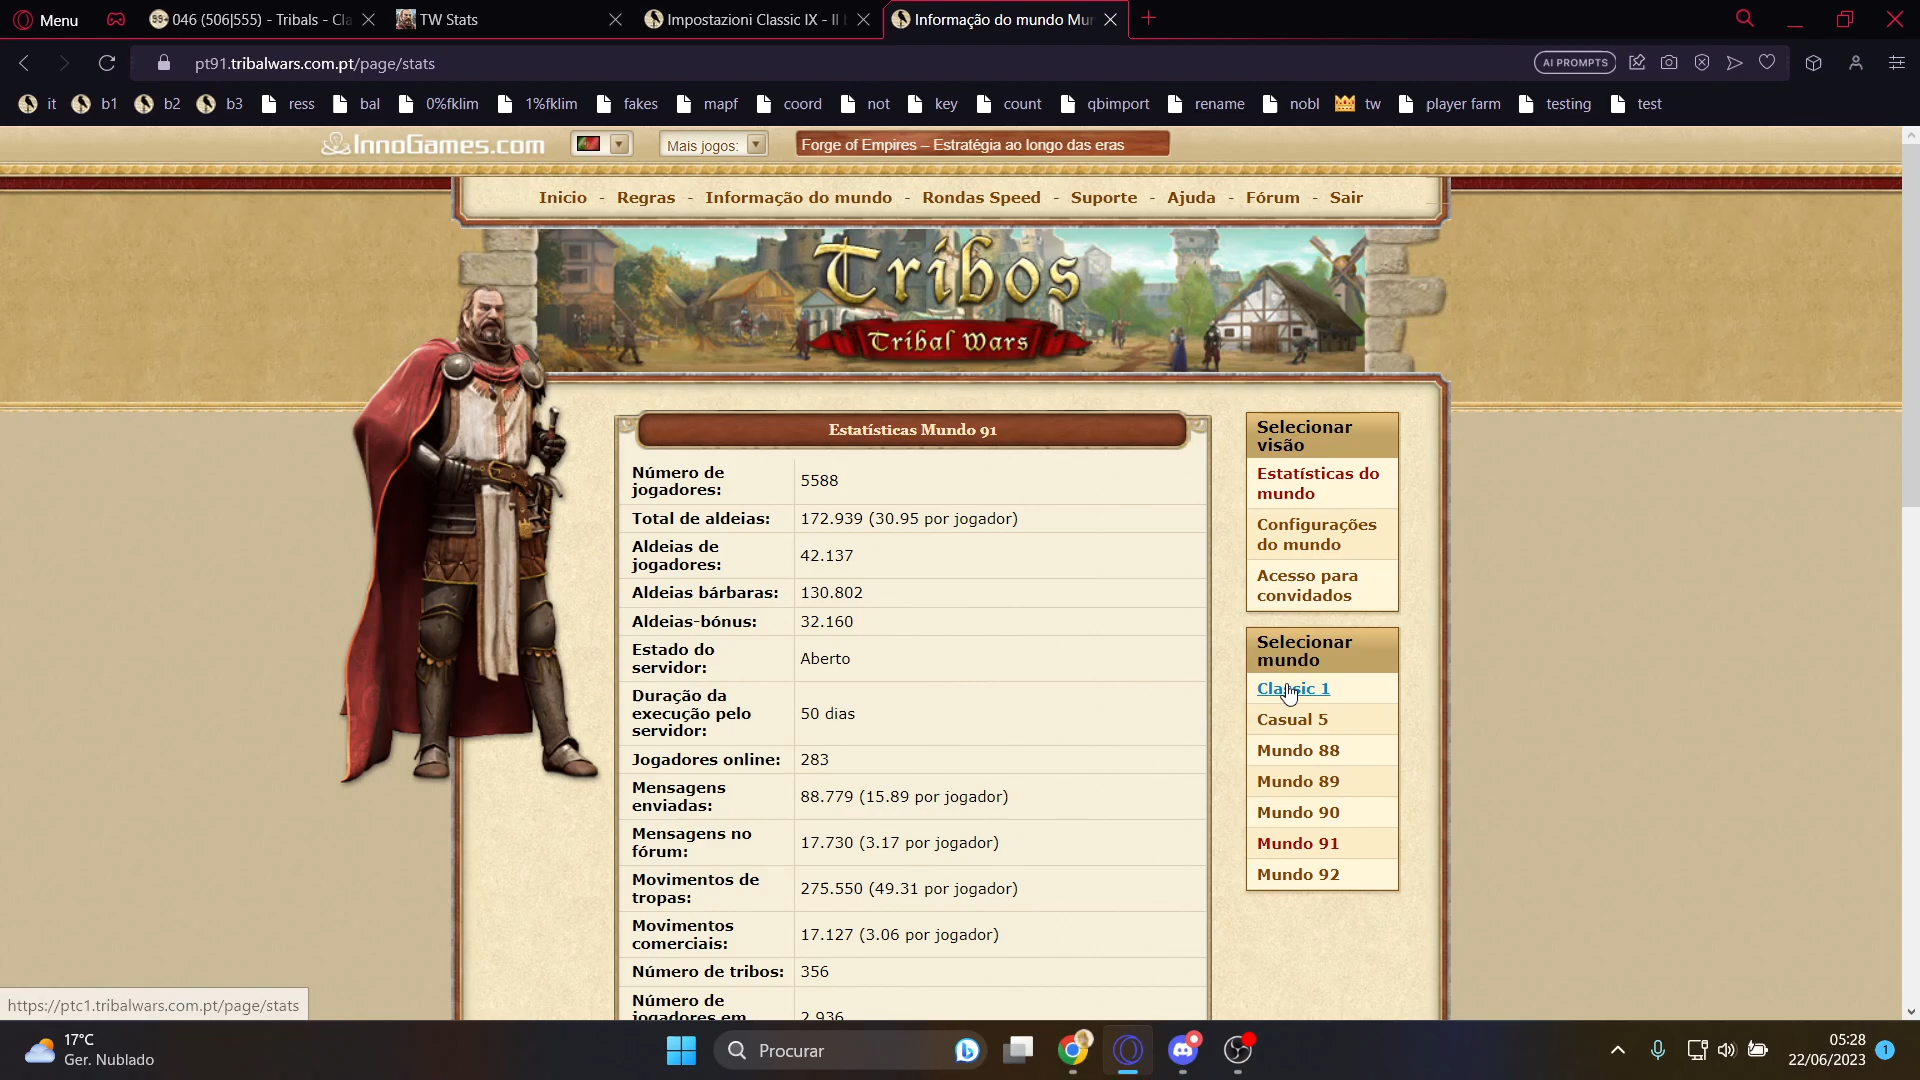 Menu
99+ 046 (506|555) - Tribals - Cla
TW Stats
Impostazioni Classic IX - Il
Informação do mundo Mu
pt91.tribalwars.com.pt/page/stats
AI PROMPTS
it b1 b2 b3 ress bal 0%fklim 1%fklim fakes mapf coord not key count qbimport rename nobl tw player farm testing test
InnoGames.com
Mais jogos:
Forge of Empires – Estratégia ao longo das eras
Inicio - Regras - Informação do mundo - Rondas Speed - Suporte - Ajuda - Fórum - Sair
Tribos
Tribal Wars
Estatísticas Mundo 91
Número de
jogadores:
5588
Total de aldeias: 172.939 (30.95 por jogador)
Aldeias de
jogadores:
42.137
Aldeias bárbaras: 130.802
Aldeias-bónus: 32.160
Estado do
servidor:
Aberto
Duração da
execução pelo
servidor:
50 dias
Jogadores online: 283
Mensagens
enviadas:
88.779 (15.89 por jogador)
Mensagens no
fórum:
17.730 (3.17 por jogador)
Movimentos de
tropas:
275.550 (49.31 por jogador)
Movimentos
comerciais:
17.127 (3.06 por jogador)
Número de tribos: 356
Número de
jogadores em
2.936
Selecionar
visão
Estatísticas do
mundo
Configurações
do mundo
Acesso para
convidados
Selecionar
mundo
Classic 1
Casual 5
Mundo 88
Mundo 89
Mundo 90
Mundo 91
Mundo 92
https://ptc1.tribalwars.com.pt/page/stats
17°C
Ger. Nublado
Procurar
05:28
22/06/2023
1